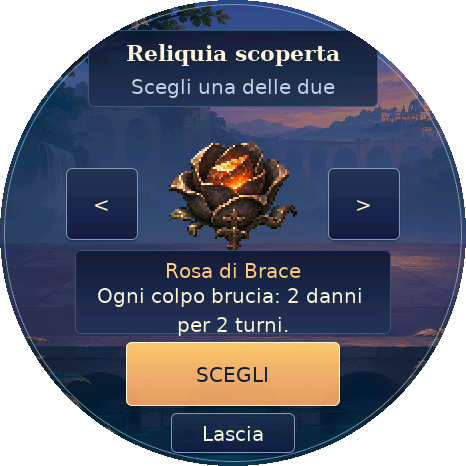 Reliquia scoperta
Scegli una delle due
< >
Rosa di Brace
Ogni colpo brucia: 2 danni
per 2 turni.
SCEGLI
Lascia